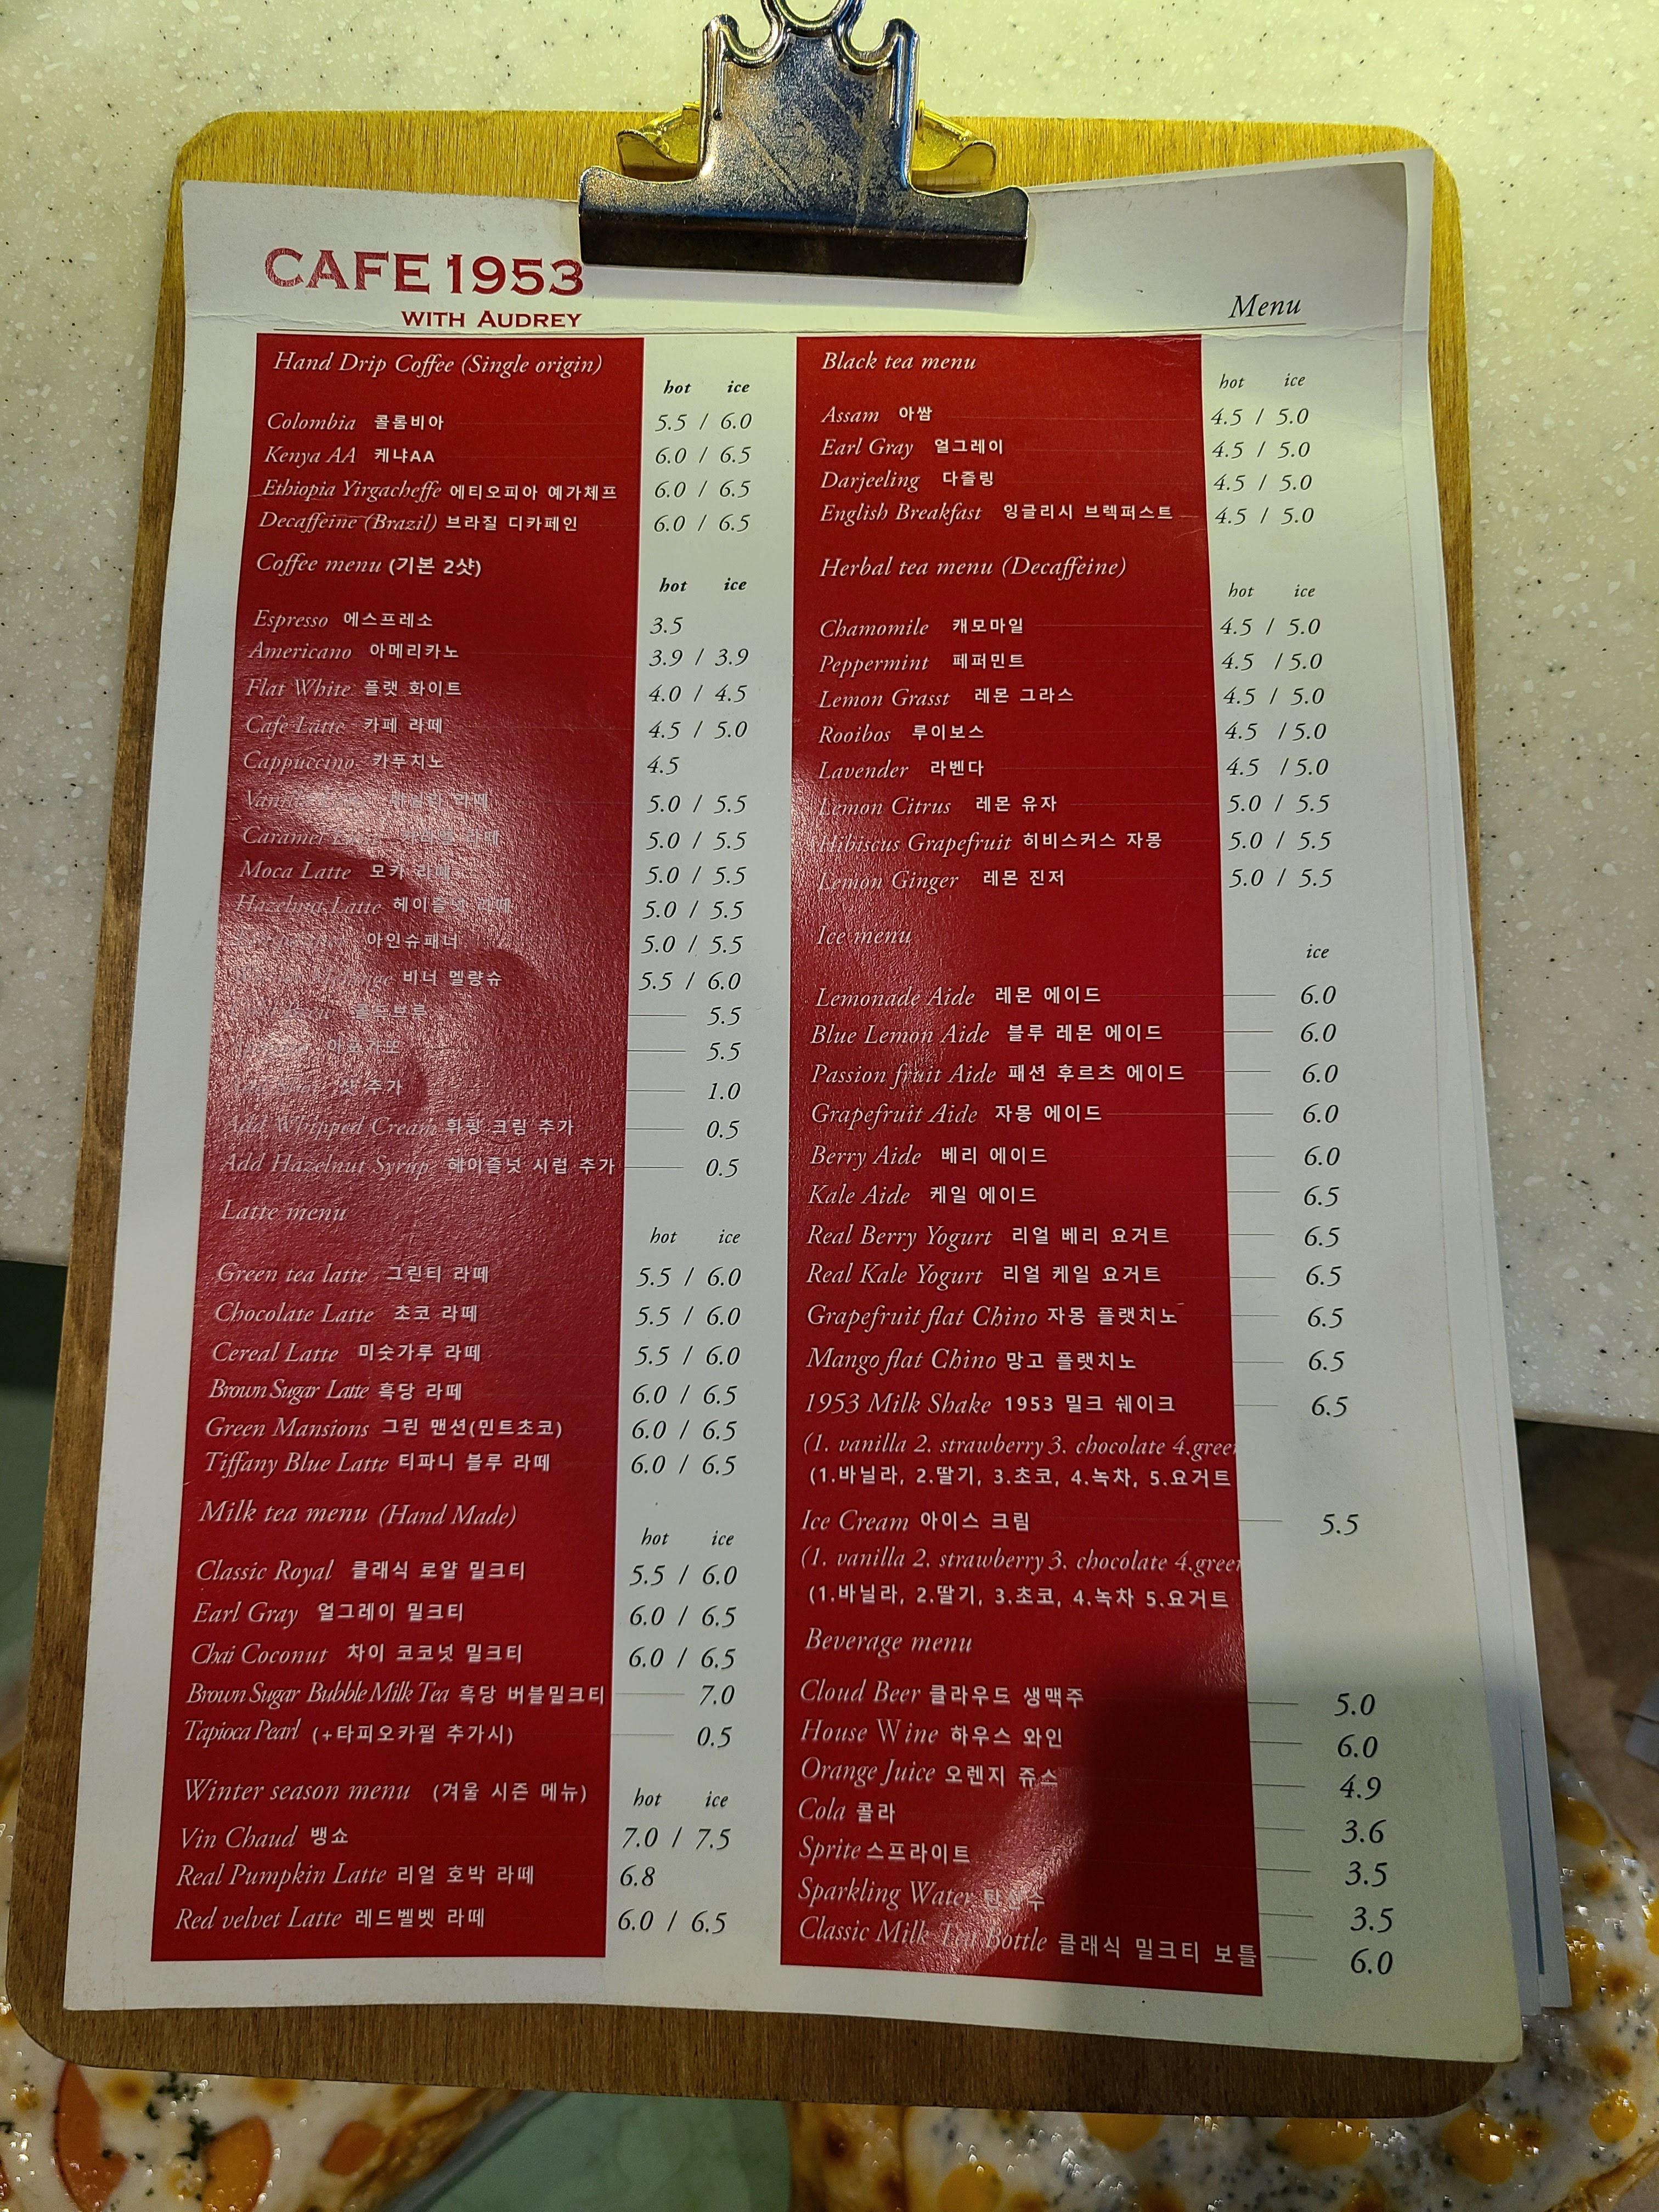 CAFE 1953
WITH AUDREY
Menu
Hand Drip Coffee (Single origin)
hot ice
Colombia 콜롬비아 5.5 / 6.0
Kenya AA 케냐AA 6.0 / 6.5
Ethiopia Yirgacheffe 에티오피아 예가체프 6.0 / 6.5
Decaffeine (Brazil) 브라질 디카페인 6.0 / 6.5
Coffee menu (기본 2샷)
hot ice
Espresso 에스프레소 3.5
Americano 아메리카노 3.9 / 3.9
Flat White 플랫 화이트 4.0 / 4.5
Cafe Latte 카페 라떼 4.5 / 5.0
Cappuccino 카푸치노 4.5
라떼 5.0 / 5.5
Caramel 라떼 5.0 / 5.5
Moca Latte 모카 라떼 5.0 / 5.5
Hazelnut Latte 헤이즐넛 라떼 5.0 / 5.5
아인슈패너 5.0 / 5.5
비너 멜량슈 5.5 / 6.0
콜드브루 5.5
아포가또 5.5
샷 추가 1.0
Add Whipped Cream 휘핑 크림 추가 0.5
Add Hazelnut Syrup 헤이즐넛 시럽 추가 0.5
Latte menu
hot ice
Green tea latte 그린티 라떼 5.5 / 6.0
Chocolate Latte 초코 라떼 5.5 / 6.0
Cereal Latte 미숫가루 라떼 5.5 / 6.0
Brown Sugar Latte 흑당 라떼 6.0 / 6.5
Green Mansions 그린 맨션(민트초코) 6.0 / 6.5
Tiffany Blue Latte 티파니 블루 라떼 6.0 / 6.5
Milk tea menu (Hand Made)
hot ice
Classic Royal 클래식 로얄 밀크티 5.5 / 6.0
Earl Gray 얼그레이 밀크티 6.0 / 6.5
Chai Coconut 차이 코코넛 밀크티 6.0 / 6.5
Brown Sugar Bubble Milk Tea 흑당 버블밀크티 7.0
Tapioca Pearl (+타피오카펄 추가시) 0.5
Winter season menu (겨울 시즌 메뉴)
hot ice
Vin Chaud 뱅쇼 7.0 / 7.5
Real Pumpkin Latte 리얼 호박 라떼 6.8
Red velvet Latte 레드벨벳 라떼 6.0 / 6.5
Black tea menu
hot ice
Assam 아쌈 4.5 / 5.0
Earl Gray 얼그레이 4.5 / 5.0
Darjeeling 다즐링 4.5 / 5.0
English Breakfast 잉글리시 브렉퍼스트 4.5 / 5.0
Herbal tea menu (Decaffeine)
hot ice
Chamomile 캐모마일 4.5 / 5.0
Peppermint 페퍼민트 4.5 / 5.0
Lemon Grasst 레몬 그라스 4.5 / 5.0
Rooibos 루이보스 4.5 / 5.0
Lavender 라벤다 4.5 / 5.0
Lemon Citrus 레몬 유자 5.0 / 5.5
Hibiscus Grapefruit 히비스커스 자몽 5.0 / 5.5
Lemon Ginger 레몬 진저 5.0 / 5.5
Ice menu
ice
Lemonade Aide 레몬 에이드 6.0
Blue Lemon Aide 블루 레몬 에이드 6.0
Passion fruit Aide 패션 후르츠 에이드 6.0
Grapefruit Aide 자몽 에이드 6.0
Berry Aide 베리 에이드 6.0
Kale Aide 케일 에이드 6.5
Real Berry Yogurt 리얼 베리 요거트 6.5
Real Kale Yogurt 리얼 케일 요거트 6.5
Grapefruit flat Chino 자몽 플랫치노 6.5
Mango flat Chino 망고 플랫치노 6.5
1953 Milk Shake 1953 밀크 쉐이크 6.5
(1. vanilla 2. strawberry 3. chocolate 4.green
(1.바닐라, 2.딸기, 3.초코, 4.녹차, 5.요거트
Ice Cream 아이스 크림 5.5
(1. vanilla 2. strawberry 3. chocolate 4.green
(1.바닐라, 2.딸기, 3.초코, 4.녹차 5.요거트
Beverage menu
Cloud Beer 클라우드 생맥주 5.0
House Wine 하우스 와인 6.0
Orange Juice 오렌지 쥬스 4.9
Cola 콜라 3.6
Sprite 스프라이트 3.5
Sparkling Water 탄산수 3.5
Classic Milk Tea Bottle 클래식 밀크티 보틀 6.0